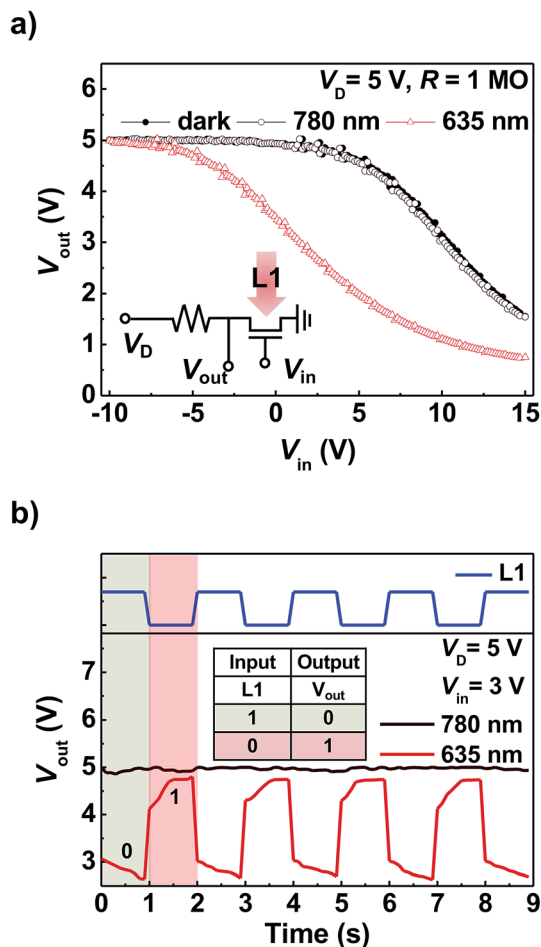 a)
V_D = 5 V, R = 1 MO
dark 780 nm 635 nm
6
5
4
3
2
1
0
V_out (V)
L1
V_D
V_out
V_in
-10 -5 0 5 10 15
V_in (V)
b)
L1
V_D = 5 V
V_in = 3 V
780 nm
635 nm
Input Output
L1 V_out
1 0
0 1
7
6
5
4
3
V_out (V)
1
0
0 1 2 3 4 5 6 7 8 9
Time (s)